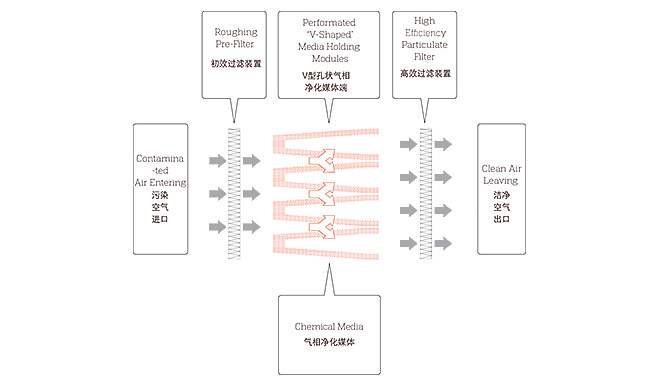 Roughing
Pre-Filter
初效过滤装置
Performated
"V-Shaped'
Media Holding
Modules
V型孔状气相
净化媒体端
High
Efficiency
Particulate
Filter
高效过滤装置
Contamina
-ted
Air Entering
污染
空气
进口
Clean Air
Leaving
洁净
空气
出口
Chemical Media
气相净化媒体